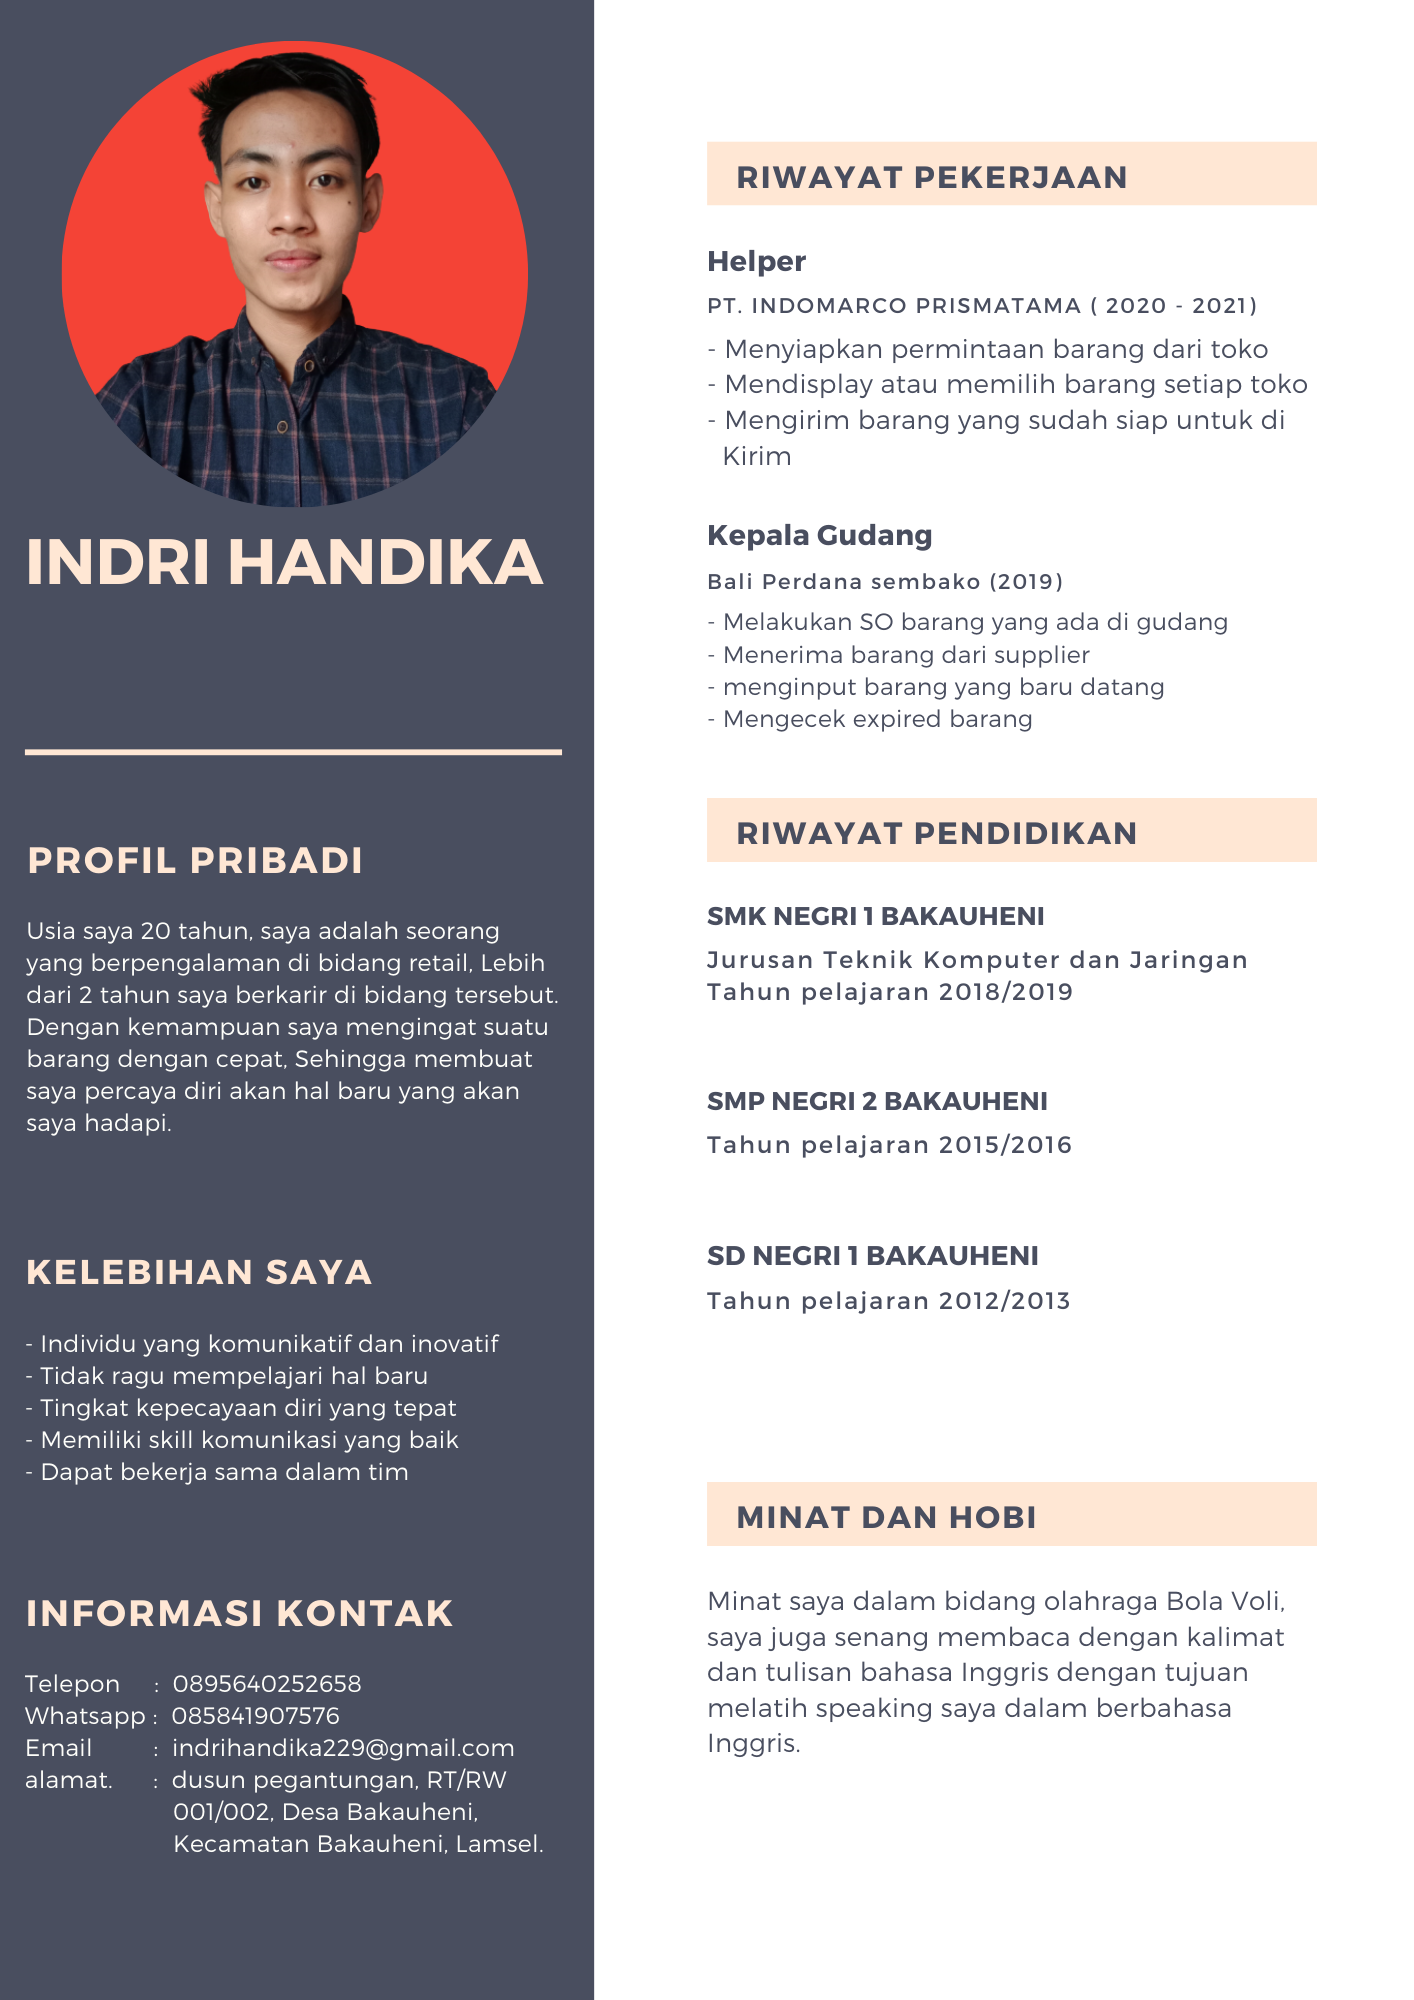 INDRI HANDIKA
PROFIL PRIBADI
Usia saya 20 tahun, saya adalah seorang
yang berpengalaman di bidang retail, Lebih
dari 2 tahun saya berkarir di bidang tersebut.
Dengan kemampuan saya mengingat suatu
barang dengan cepat, Sehingga membuat
saya percaya diri akan hal baru yang akan
saya hadapi.
KELEBIHAN SAYA
- Individu yang komunikatif dan inovatif
- Tidak ragu mempelajari hal baru
- Tingkat kepecayaan diri yang tepat
- Memiliki skill komunikasi yang baik
- Dapat bekerja sama dalam tim
INFORMASI KONTAK
Telepon : 0895640252658
Whatsapp : 085841907576
Email : indrihandika229@gmail.com
alamat. : dusun pegantungan, RT/RW
001/002, Desa Bakauheni,
Kecamatan Bakauheni, Lamsel.
RIWAYAT PEKERJAAN
Helper
PT. INDOMARCO PRISMATAMA ( 2020 - 2021)
- Menyiapkan permintaan barang dari toko
- Mendisplay atau memilih barang setiap toko
- Mengirim barang yang sudah siap untuk di
Kirim
Kepala Gudang
Bali Perdana sembako (2019)
- Melakukan SO barang yang ada di gudang
- Menerima barang dari supplier
- menginput barang yang baru datang
- Mengecek expired barang
RIWAYAT PENDIDIKAN
SMK NEGRI 1 BAKAUHENI
Jurusan Teknik Komputer dan Jaringan
Tahun pelajaran 2018/2019
SMP NEGRI 2 BAKAUHENI
Tahun pelajaran 2015/2016
SD NEGRI 1 BAKAUHENI
Tahun pelajaran 2012/2013
MINAT DAN HOBI
Minat saya dalam bidang olahraga Bola Voli,
saya juga senang membaca dengan kalimat
dan tulisan bahasa Inggris dengan tujuan
melatih speaking saya dalam berbahasa
Inggris.